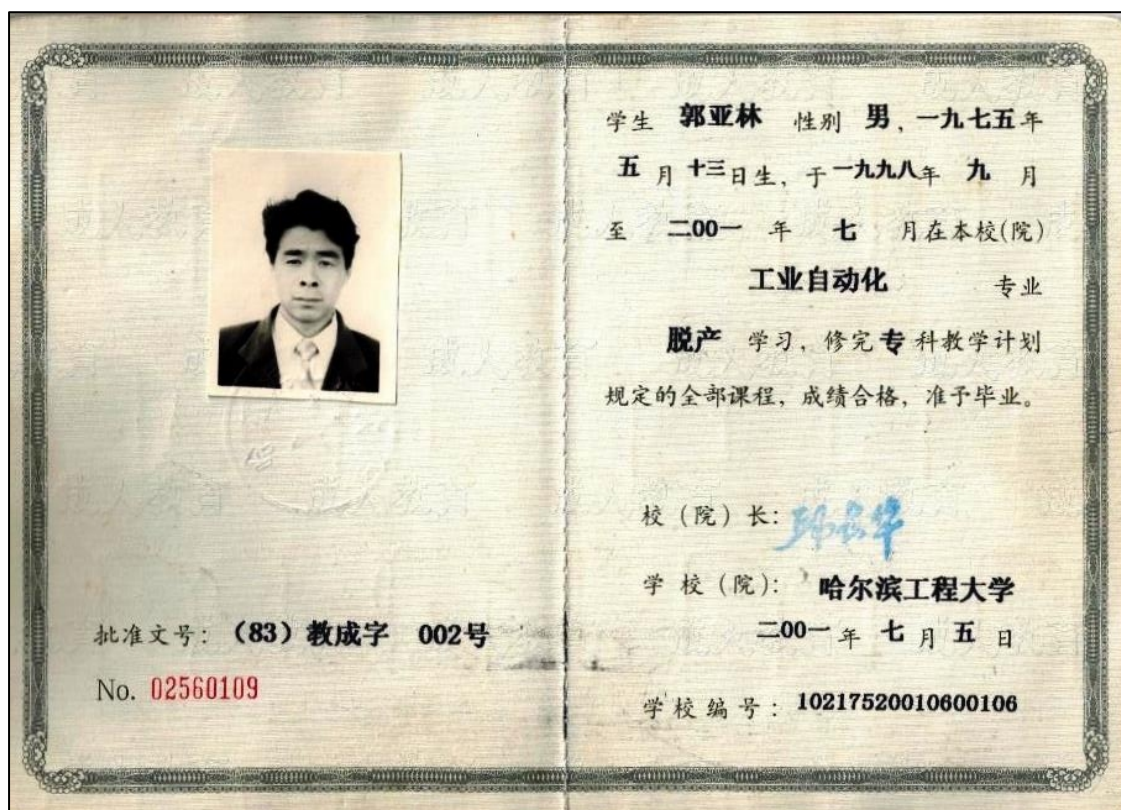 批准文号：（83）教成字 002号
No. 02560109
学生 郭亚林 性别 男，一九七五年
五 月 十三日生，于一九九八年 九 月
至 二00一 年 七 月在本校(院)
工业自动化 专业
脱产 学习，修完专科教学计划
规定的全部课程，成绩合格，准予毕业。
校（院）长：
学 校（院）： 哈尔滨工程大学
二00一 年 七 月 五 日
学校编号：10217520010600106